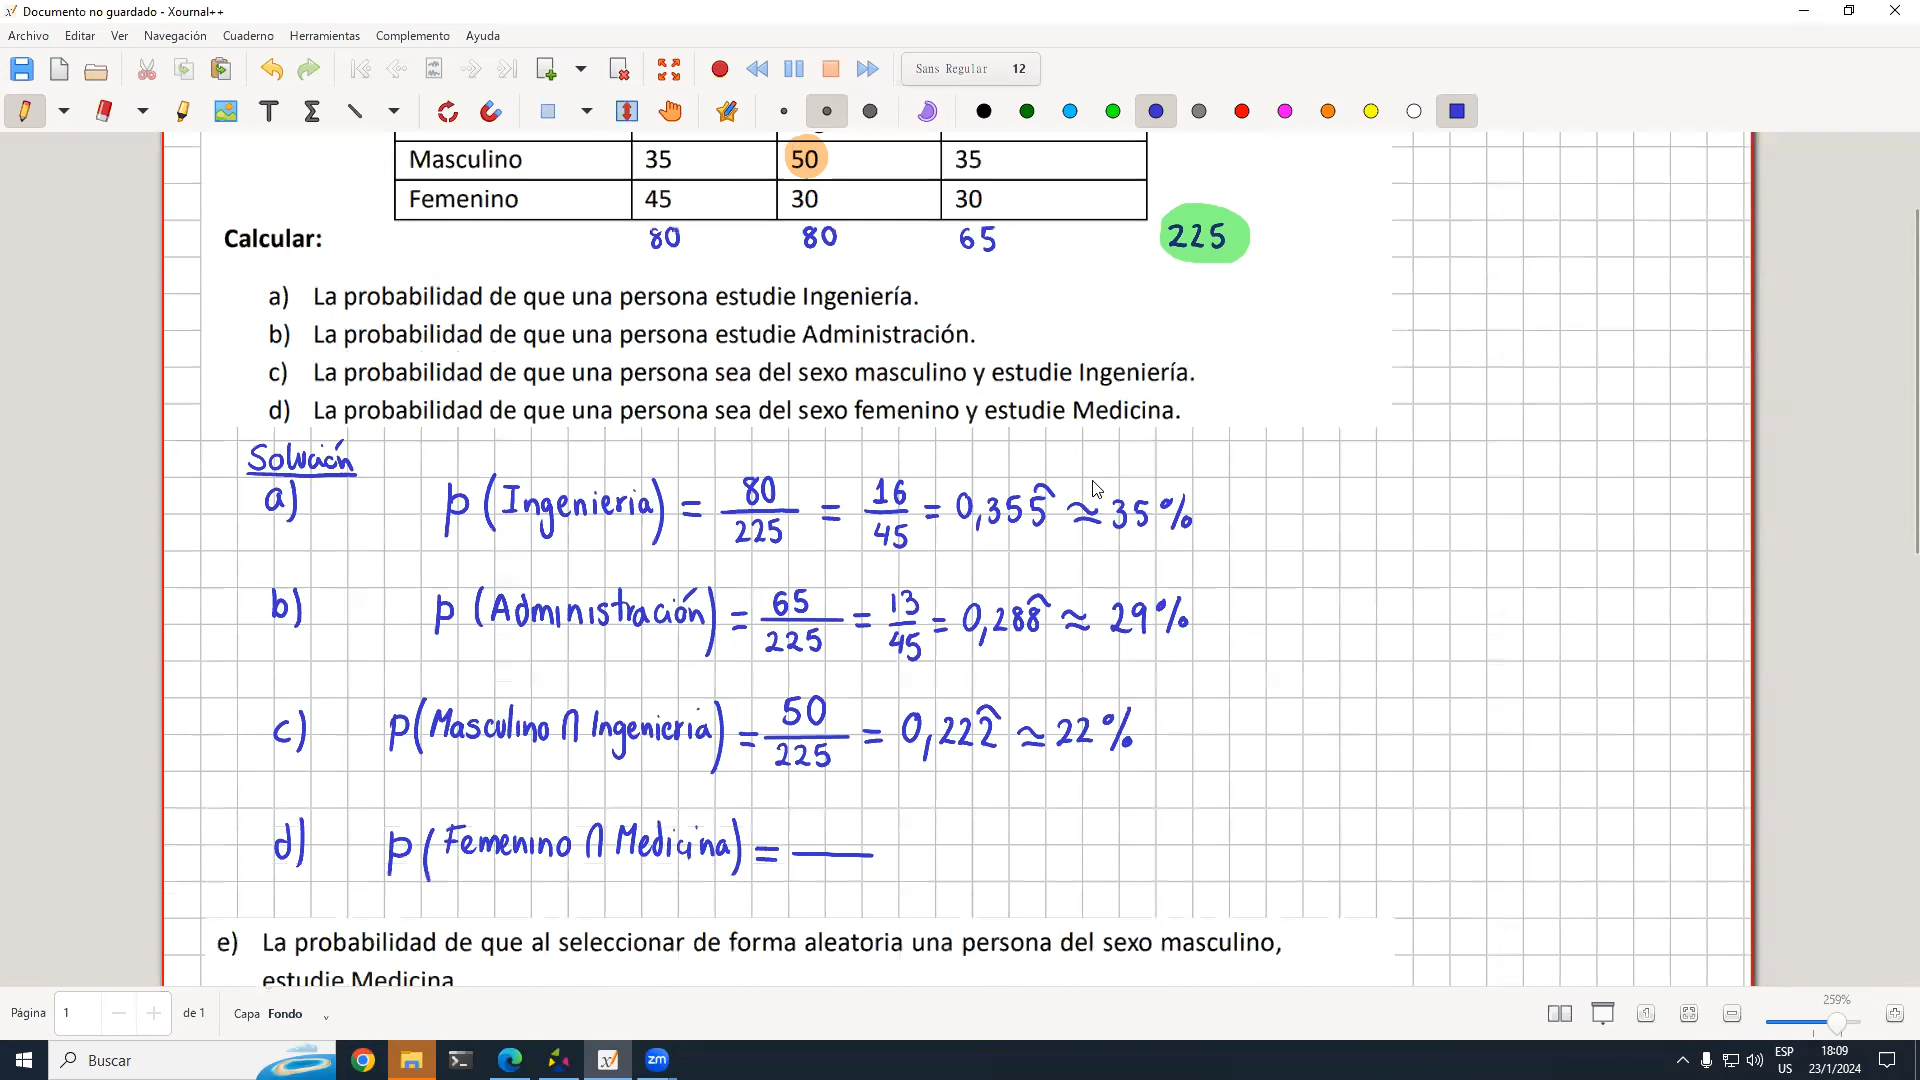 Documento no guardado - Xournal++
Archivo Editar Ver Navegación Cuaderno Herramientas Complemento Ayuda
Sans Regular 12
Masculino 35 50 35
Femenino 45 30 30
Calcular: 80 80 65 225
a) La probabilidad de que una persona estudie Ingeniería.
b) La probabilidad de que una persona estudie Administración.
c) La probabilidad de que una persona sea del sexo masculino y estudie Ingeniería.
d) La probabilidad de que una persona sea del sexo femenino y estudie Medicina.
Solución
a) p (Ingenieria) = 80/225 = 16/45 = 0,355̂ ≈ 35 %
b) p (Administración) = 65/225 = 13/45 = 0,288̂ ≈ 29 %
c) p (Masculino ∩ Ingenieria) = 50/225 = 0,222̂ ≈ 22 %
d) p (Femenino ∩ Medicina) =
e) La probabilidad de que al seleccionar de forma aleatoria una persona del sexo masculino,
estudie Medicina
Página 1 de 1 Capa Fondo 259%
Buscar zm ESP US 18:09 23/1/2024